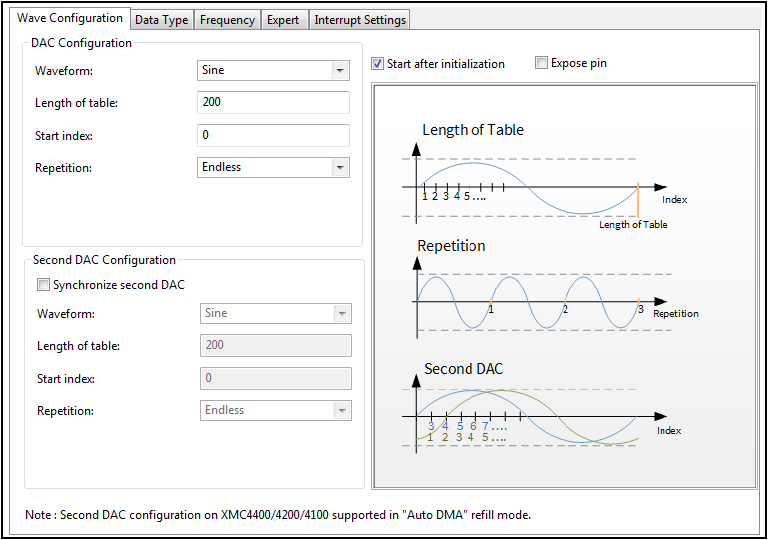 Wave Configuration Data Type Frequency Expert Interrupt Settings
DAC Configuration
Waveform: Sine
Length of table: 200
Start index: 0
Repetition: Endless
Second DAC Configuration
Synchronize second DAC
Waveform: Sine
Length of table: 200
Start index: 0
Repetition: Endless
Start after initialization Expose pin
Length of Table
1 2 3 4 5 ....
Index
Length of Table
Repetition
1 2 3
Repetition
Second DAC
3 4 5 6 7 ....
1 2 3 4 5 ....
Index
Note : Second DAC configuration on XMC4400/4200/4100 supported in "Auto DMA" refill mode.